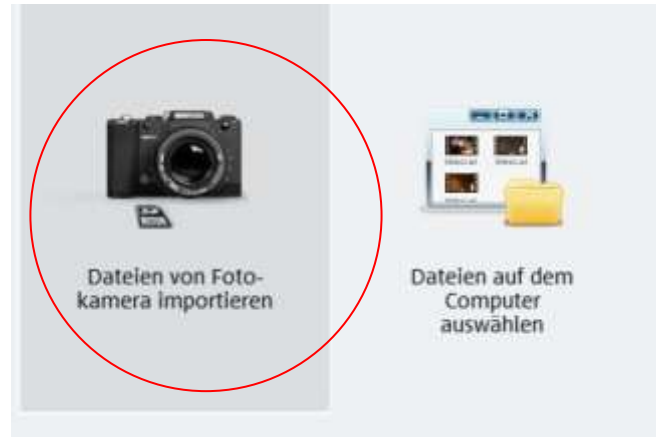 Dateien von Foto-
kamera importieren
Dateien auf dem
Computer
auswählen